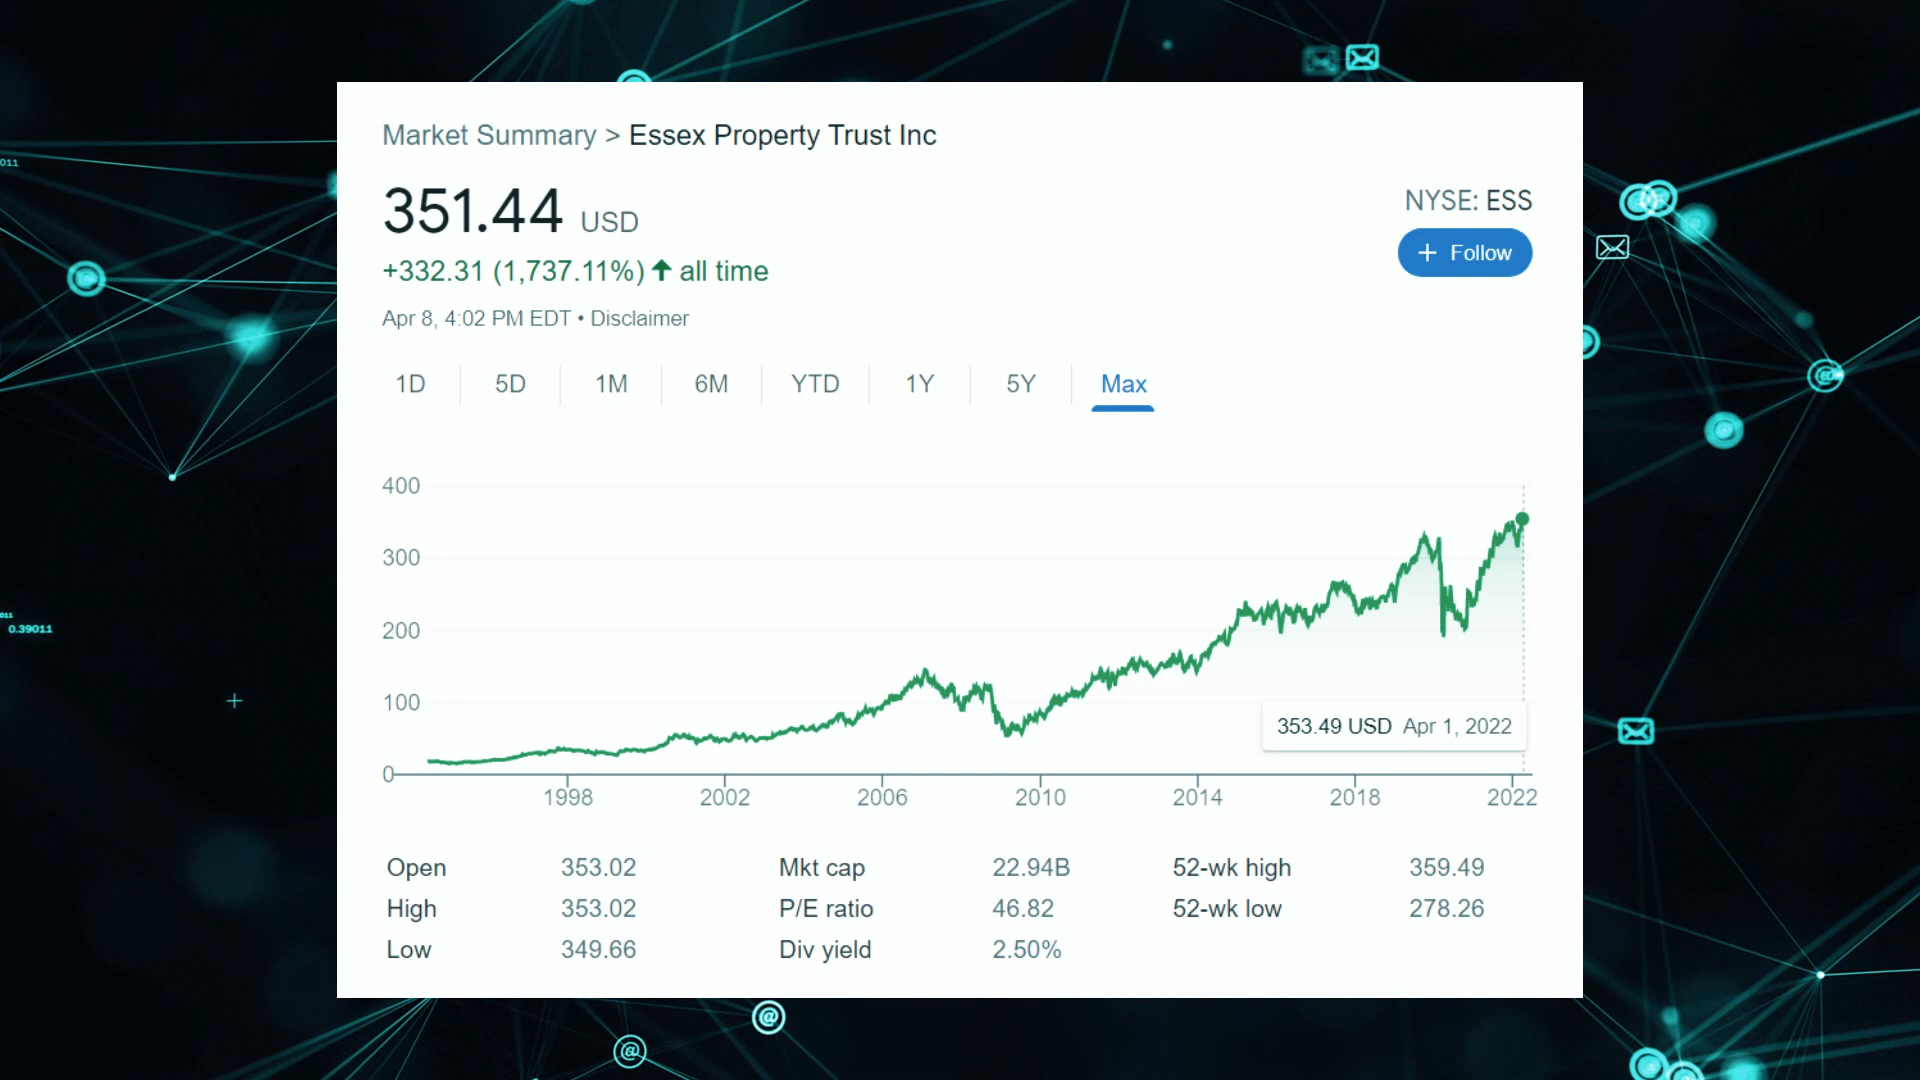 Market Summary > Essex Property Trust Inc
351.44 USD
NYSE: ESS
+332.31 (1,737.11%) ↑ all time
+ Follow
Apr 8, 4:02 PM EDT • Disclaimer
1D 5D 1M 6M YTD 1Y 5Y Max
400
300
200
100
0
353.49 USD Apr 1, 2022
1998 2002 2006 2010 2014 2018 2022
Open 353.02 Mkt cap 22.94B 52-wk high 359.49
High 353.02 P/E ratio 46.82 52-wk low 278.26
Low 349.66 Div yield 2.50%
011
011
0.39011